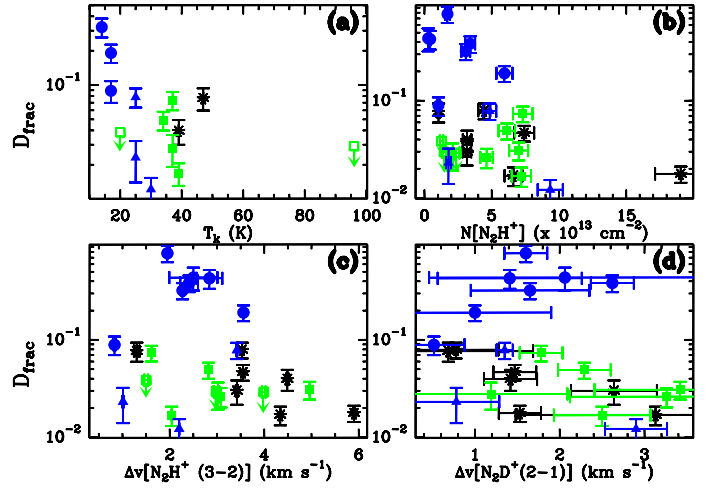 (a)
(b)
D_frac
10⁻¹
10⁻¹
10⁻²
20 40 60 80 100
0 5 10 15
T_k (K)
N[N₂H⁺] (x 10¹³ cm⁻²)
(c)
(d)
D_frac
10⁻¹
10⁻¹
10⁻²
10⁻²
2 4 6
1 2 3
Δv[N₂H⁺ (3-2)] (km s⁻¹)
Δv[N₂D⁺(2-1)] (km s⁻¹)